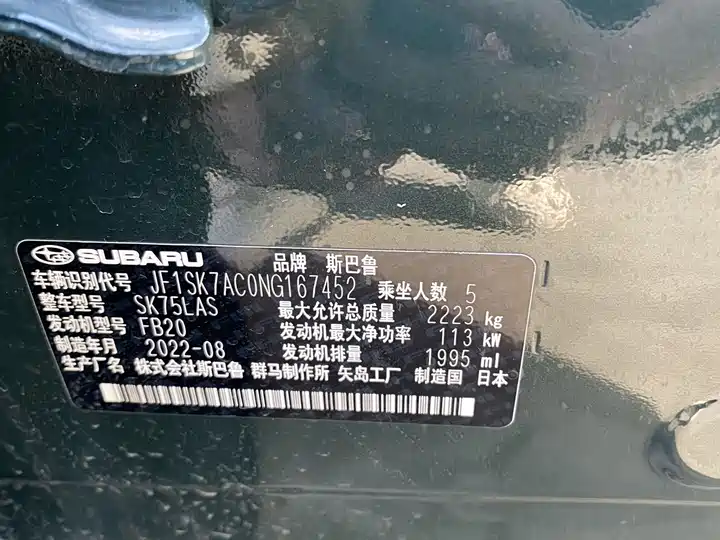 SUBARU 品牌 斯巴鲁
车辆识别代号 JF1SK7AC0NG167452 乘坐人数 5
整车型号 SK75LAS 最大允许总质量 2223 kg
发动机型号 FB20 发动机最大净功率 113 kW
制造年月 2022-08 发动机排量 1995 ml
生产厂名 株式会社斯巴鲁 群马制作所 矢岛工厂 制造国 日本